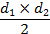 d₁ × d₂
2